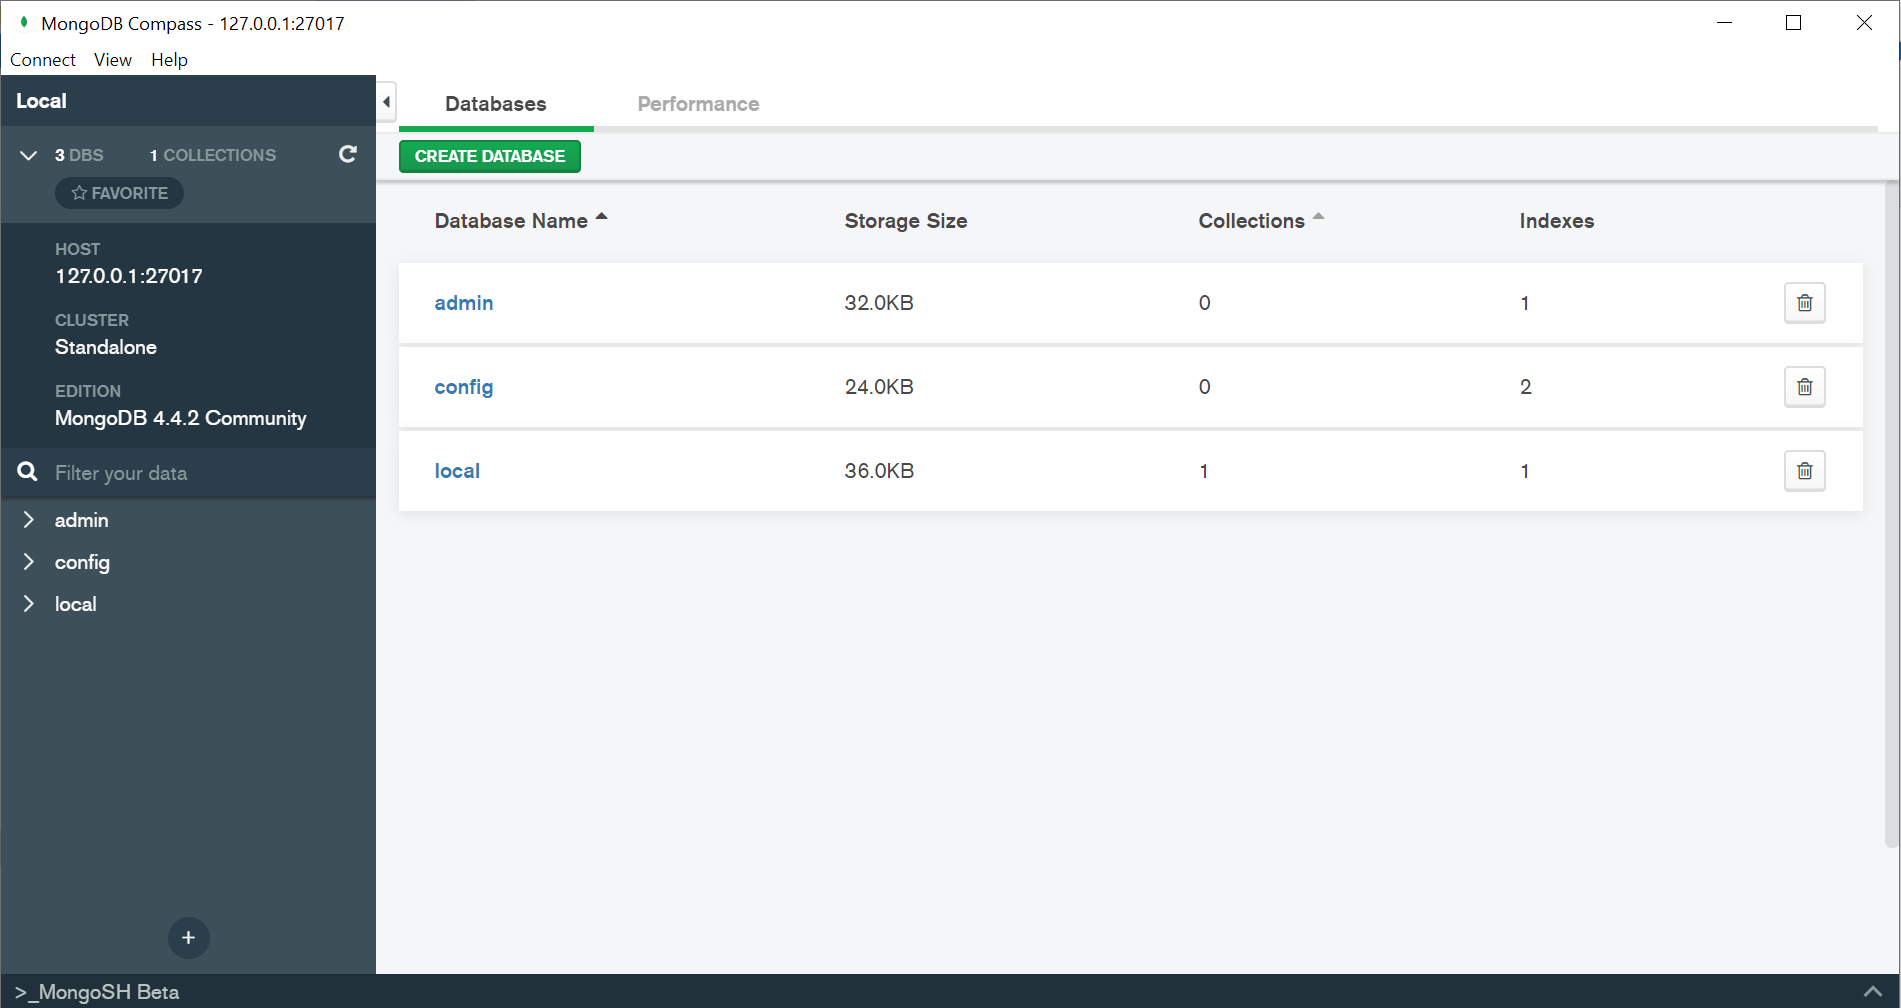 MongoDB Compass - 127.0.0.1:27017
Connect View Help
Local
3 DBS 1 COLLECTIONS
FAVORITE
HOST
127.0.0.1:27017
CLUSTER
Standalone
EDITION
MongoDB 4.4.2 Community
Filter your data
admin
config
local
Databases Performance
CREATE DATABASE
Database Name Storage Size Collections Indexes
admin 32.0KB 0 1
config 24.0KB 0 2
local 36.0KB 1 1
>_MongoSH Beta